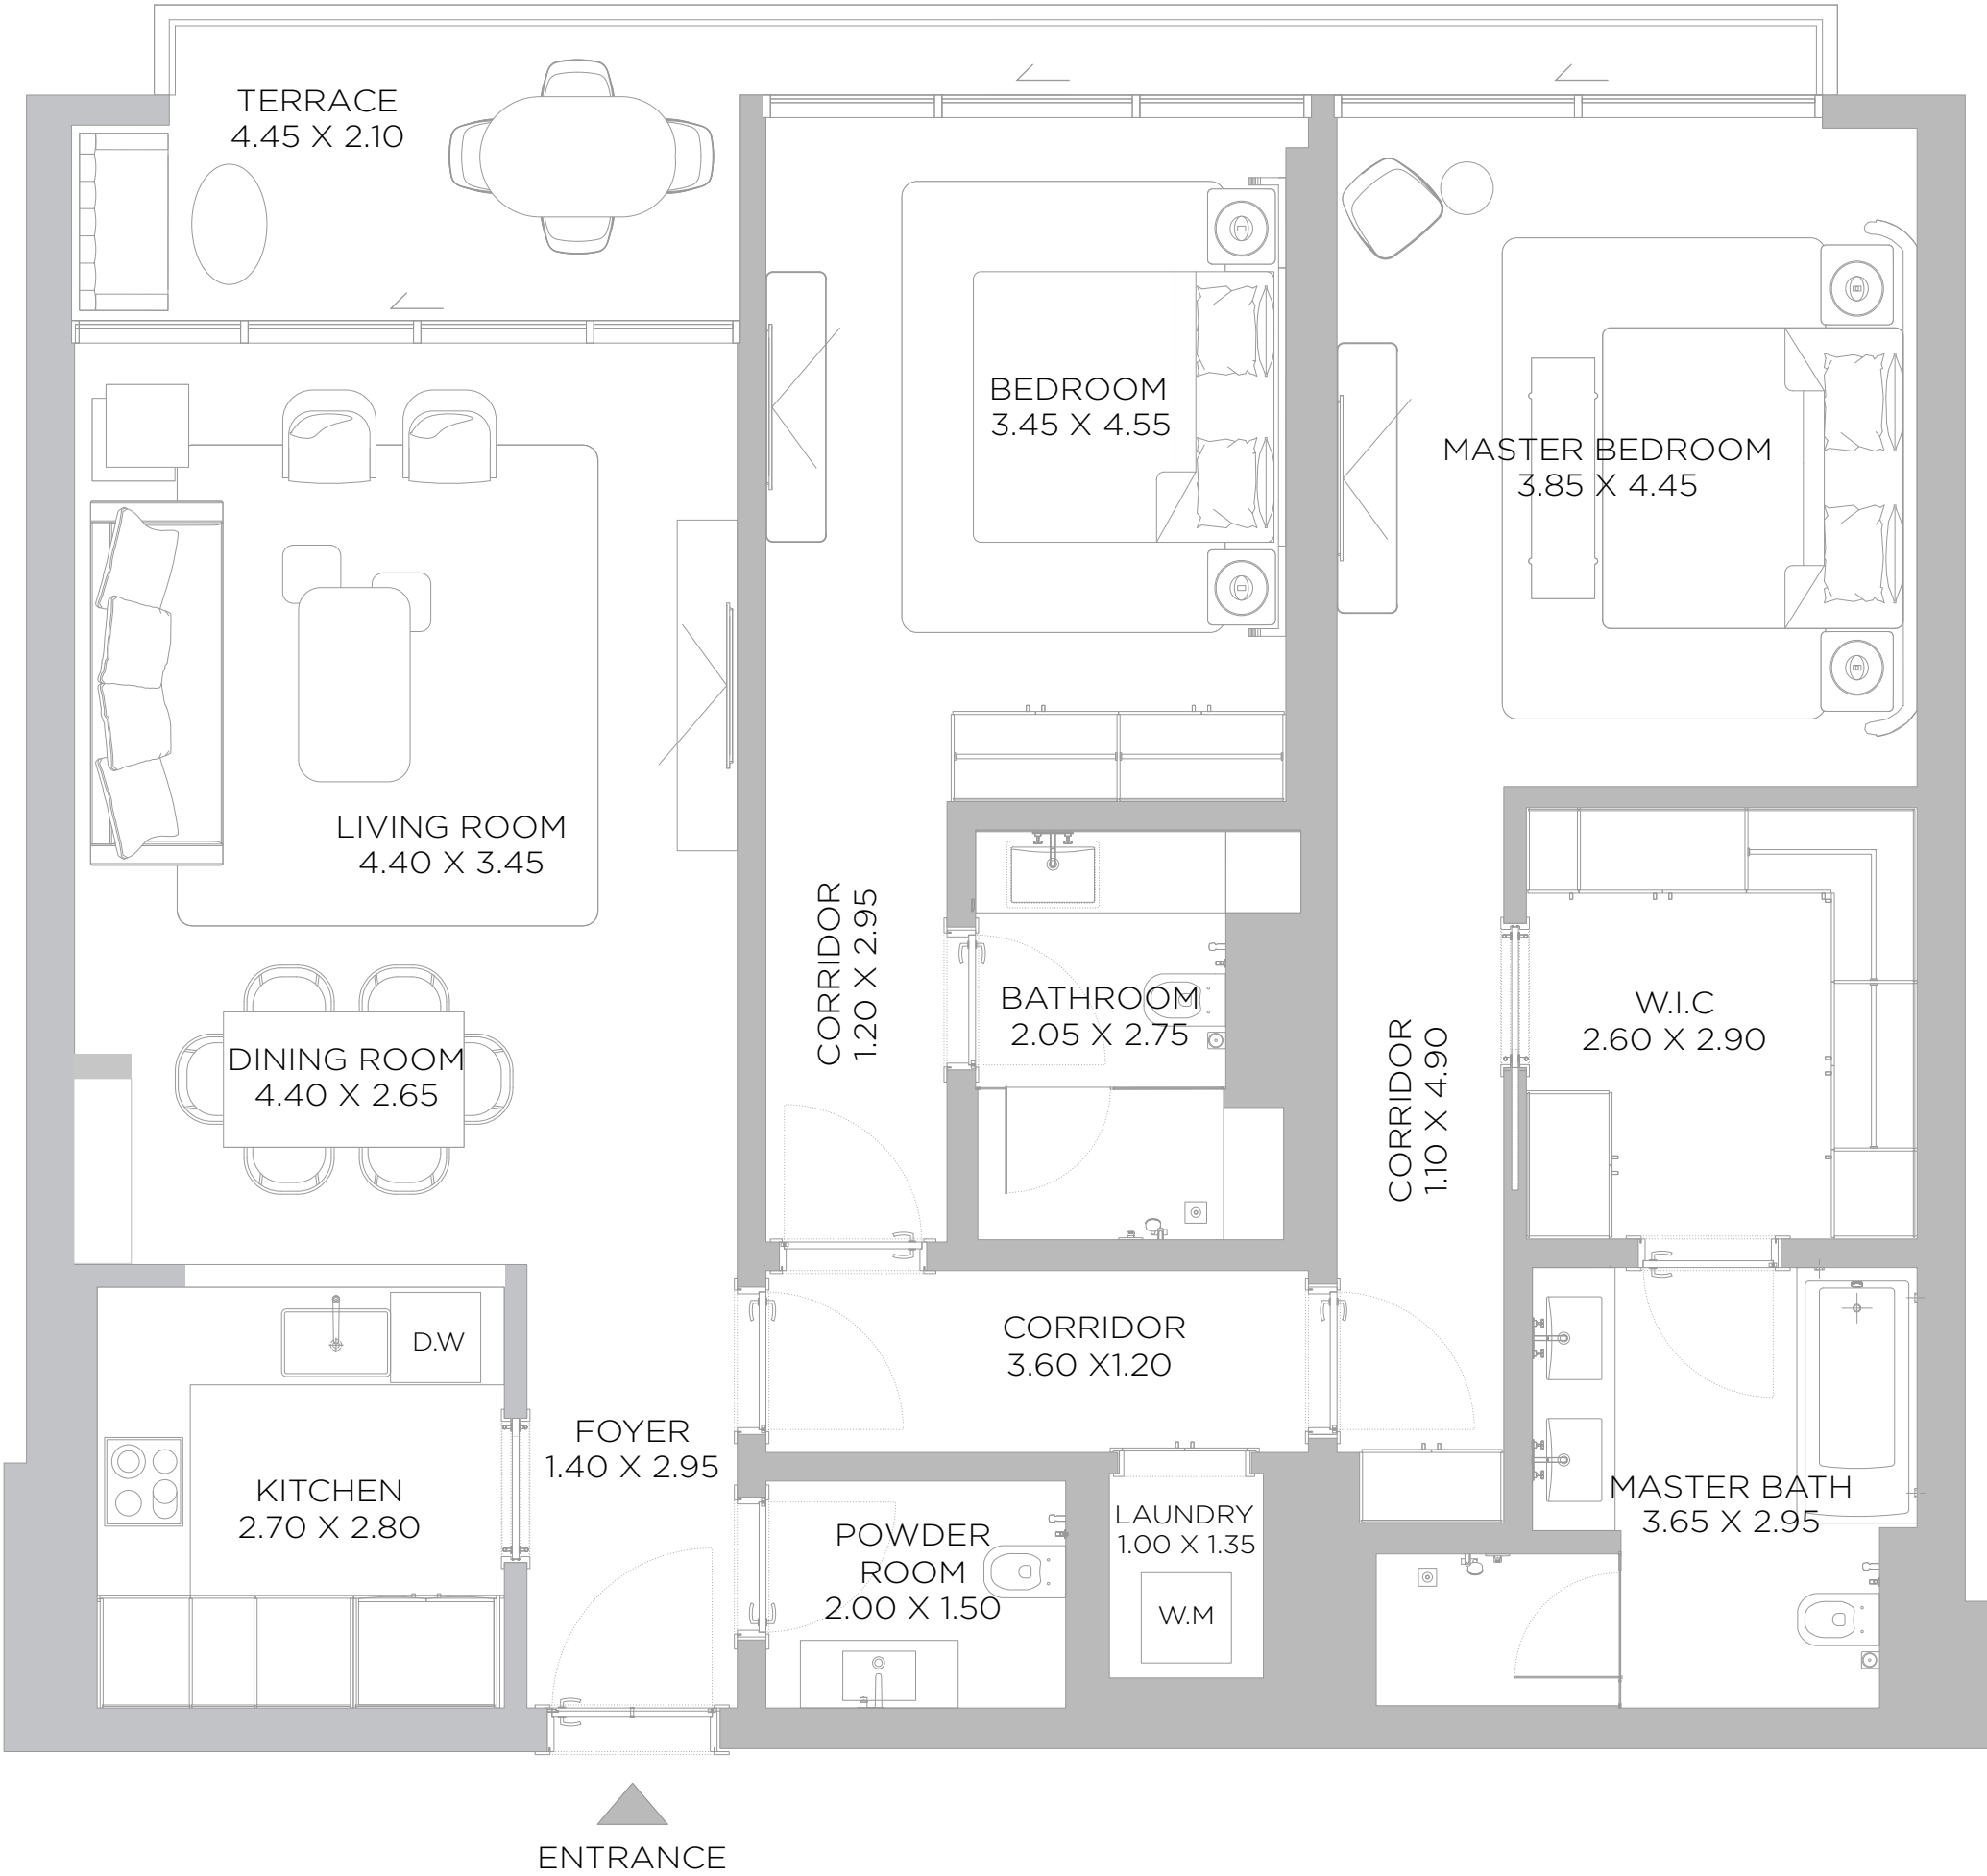 TERRACE
4.45 X 2.10
BEDROOM
3.45 X 4.55
MASTER BEDROOM
3.85 X 4.45
LIVING ROOM
4.40 X 3.45
CORRIDOR
1.20 X 2.95
BATHROOM
2.05 X 2.75
W.I.C
2.60 X 2.90
DINING ROOM
4.40 X 2.65
CORRIDOR
1.10 X 4.90
D.W
CORRIDOR
3.60 X1.20
FOYER
1.40 X 2.95
KITCHEN
2.70 X 2.80
MASTER BATH
3.65 X 2.95
LAUNDRY
1.00 X 1.35
POWDER
ROOM
2.00 X 1.50
W.M
ENTRANCE